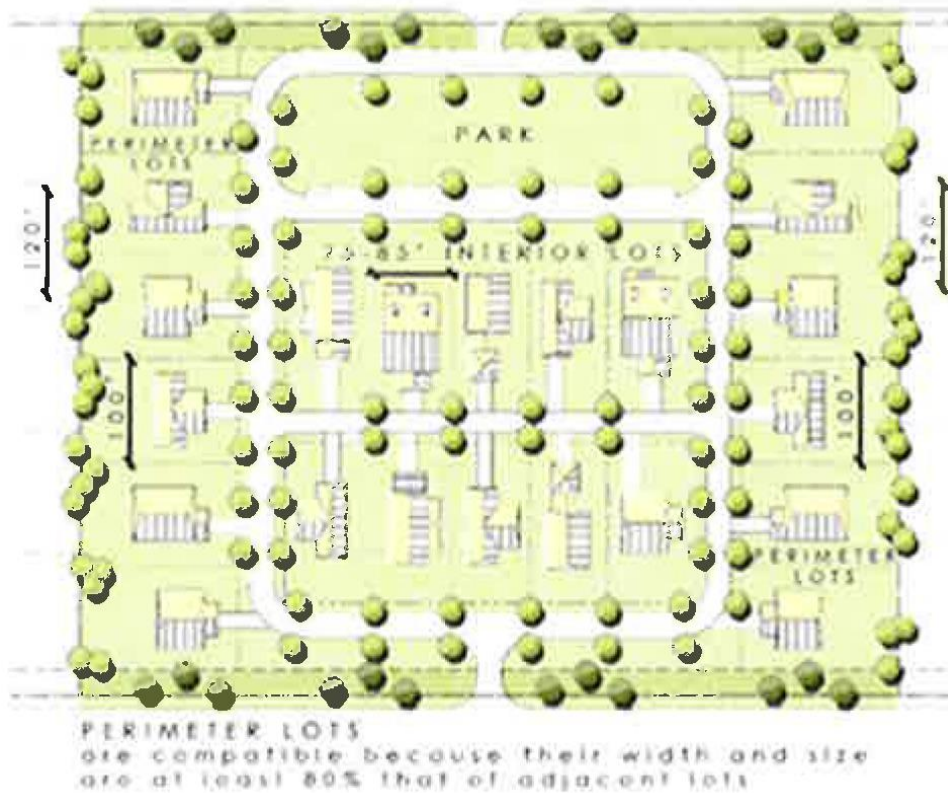 PARK
PERIMETER
LOTS
120'
120'
75-85' INTERIOR LOTS
100'
100'
PERIMETER
LOTS
PERIMETER LOTS
are compatible because their width and size
are at least 80% that of adjacent lots